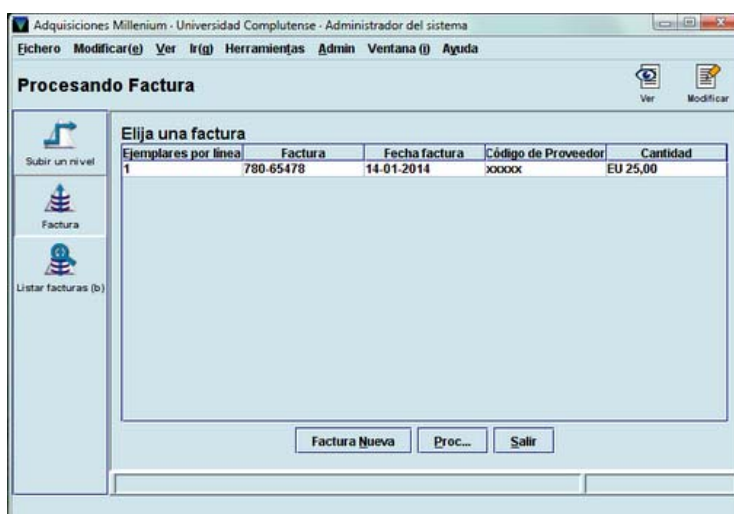 Adquisiciones Millenium · Universidad Complutense · Administrador del sistema
Fichero Modificar(e) Ver Ir(g) Herramientas Admin Ventana (i) Ayuda
Procesando Factura
Ver Modificar
Subir un nivel
Factura
Listar facturas (b)
Elija una factura
Ejemplares por línea Factura Fecha factura Código de Proveedor Cantidad
1 780-65478 14-01-2014 xxxxx EU 25,00
Factura Nueva Proc... Salir